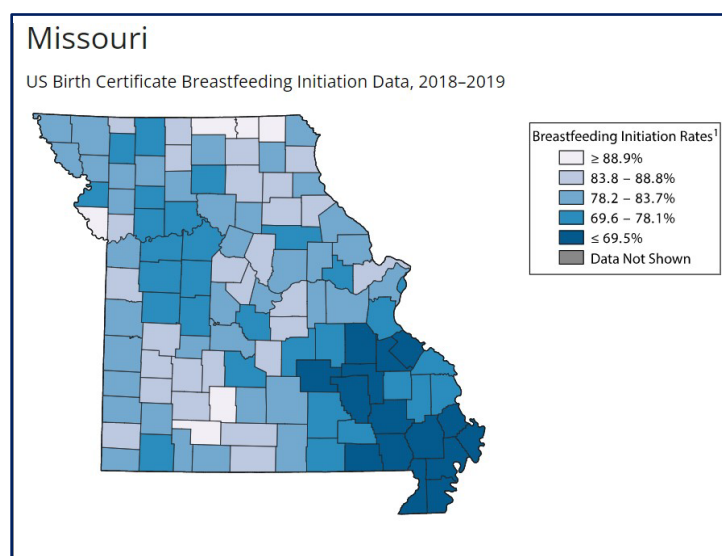 Missouri
US Birth Certificate Breastfeeding Initiation Data, 2018–2019
Breastfeeding Initiation Rates¹
≥ 88.9%
83.8 – 88.8%
78.2 – 83.7%
69.6 – 78.1%
≤ 69.5%
Data Not Shown